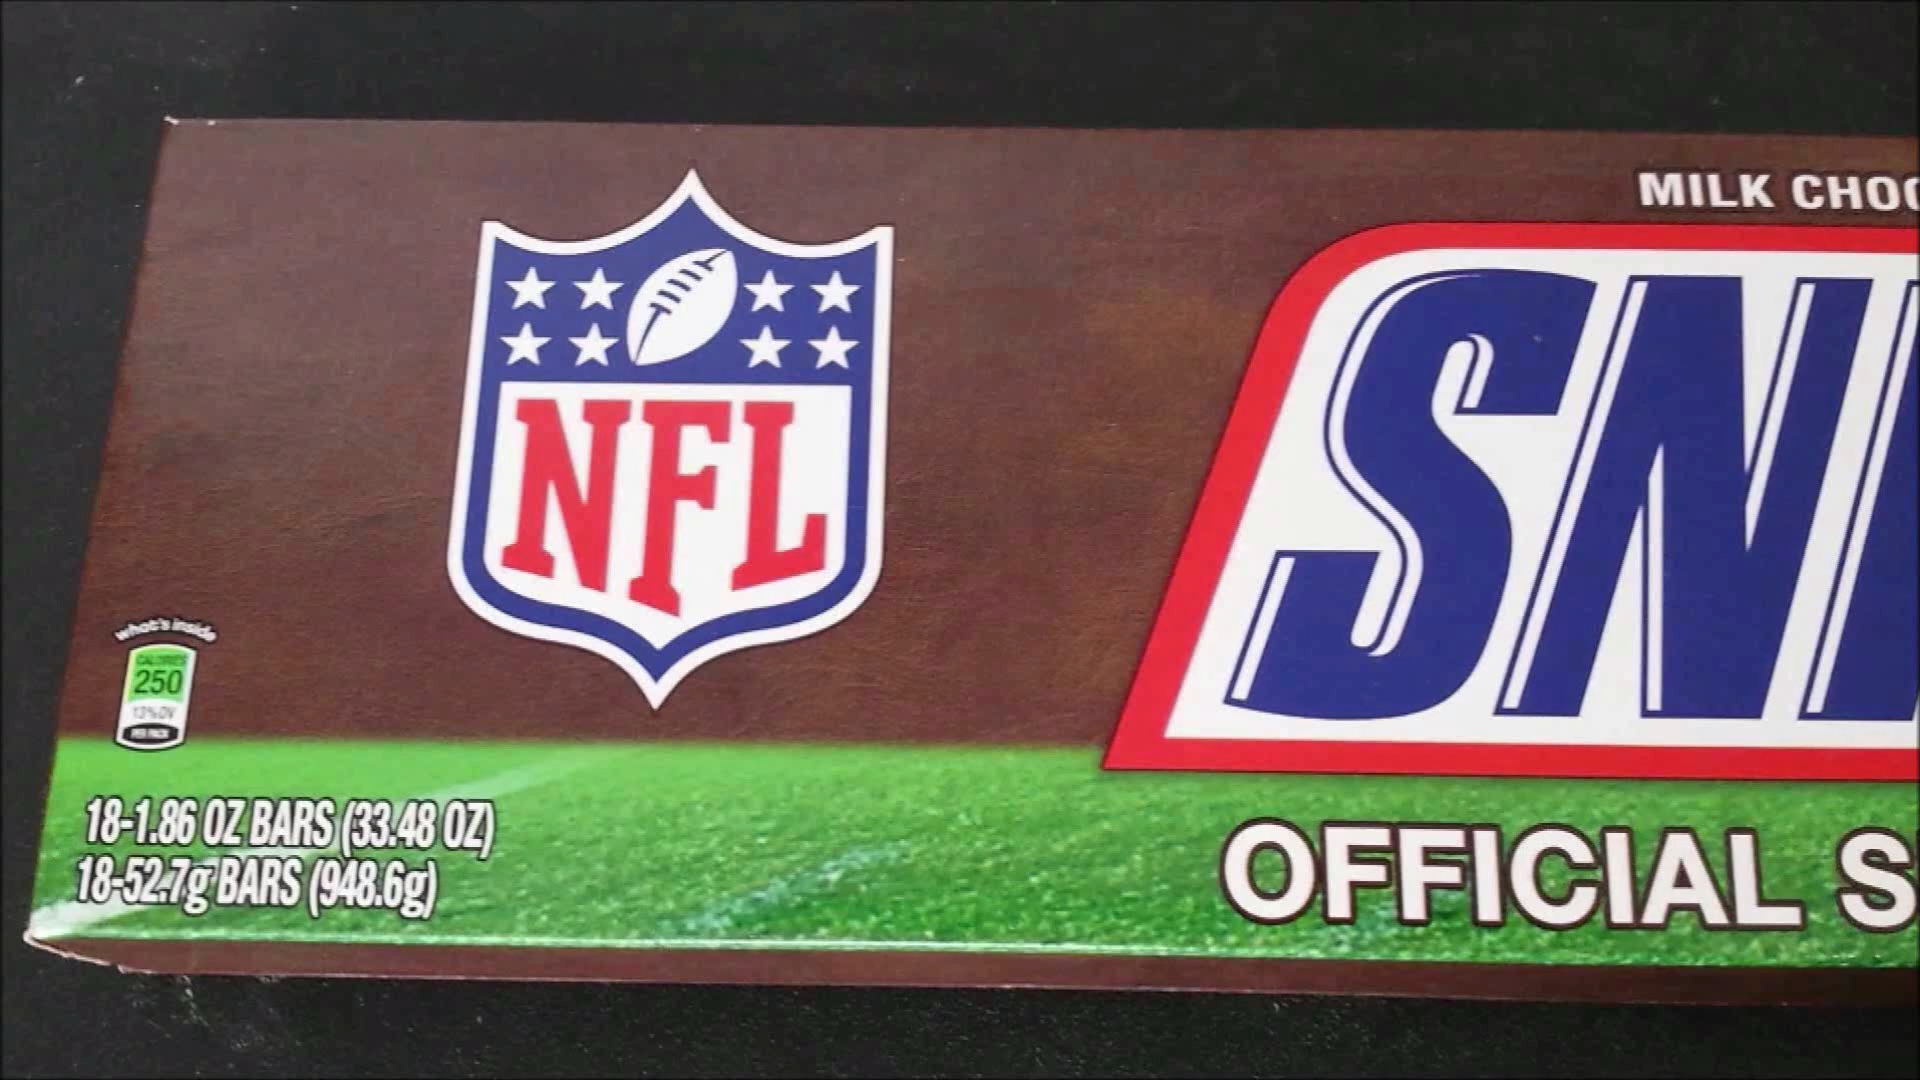 MILK CHOC
NFL
SNI
what's inside
CALORIES
250
13% DV
PER PACK
18-1.86 OZ BARS (33.48 OZ)
18-52.7g BARS (948.6g)
OFFICIAL S